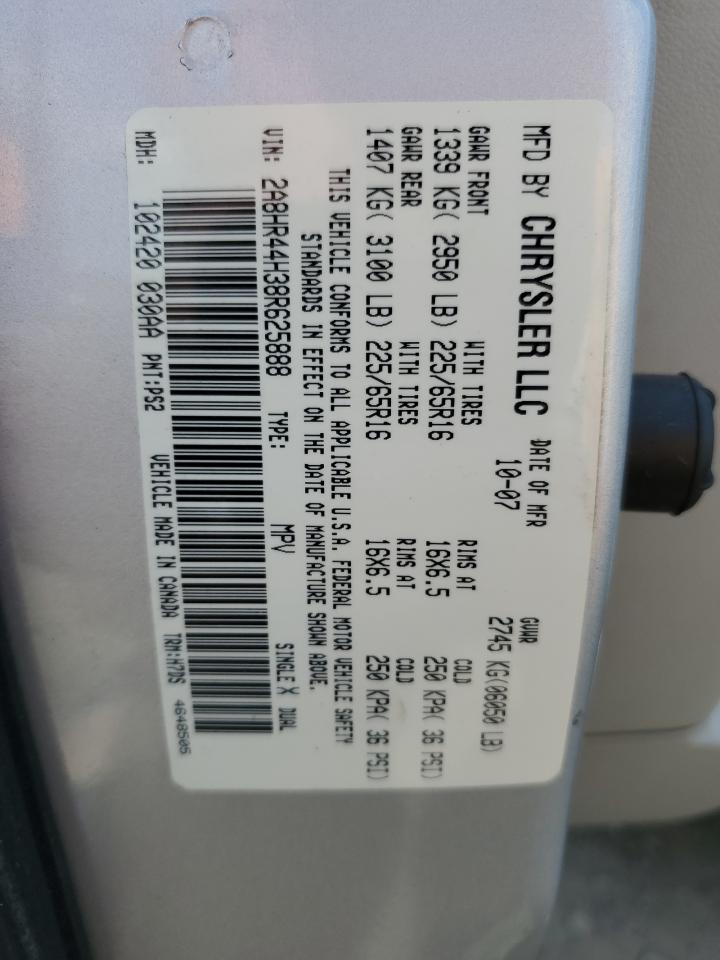 MFD BY CHRYSLER LLC DATE OF MFR GVWR
10-07 2745 KG(06050 LB)
GAWR FRONT WITH TIRES RIMS AT COLD
1339 KG( 2950 LB) 225/65R16 16X6.5 250 KPA( 36 PSI)
GAWR REAR WITH TIRES RIMS AT COLD
1407 KG( 3100 LB) 225/65R16 16X6.5 250 KPA( 36 PSI)
THIS VEHICLE CONFORMS TO ALL APPLICABLE U.S.A. FEDERAL MOTOR VEHICLE SAFETY
STANDARDS IN EFFECT ON THE DATE OF MANUFACTURE SHOWN ABOVE.
VIN: 2A8HR44H38R625888 TYPE: MPV SINGLE X DUAL
MDH: 102420 030AA PNT:PS2 VEHICLE MADE IN CANADA TRM:H7DS 4648505